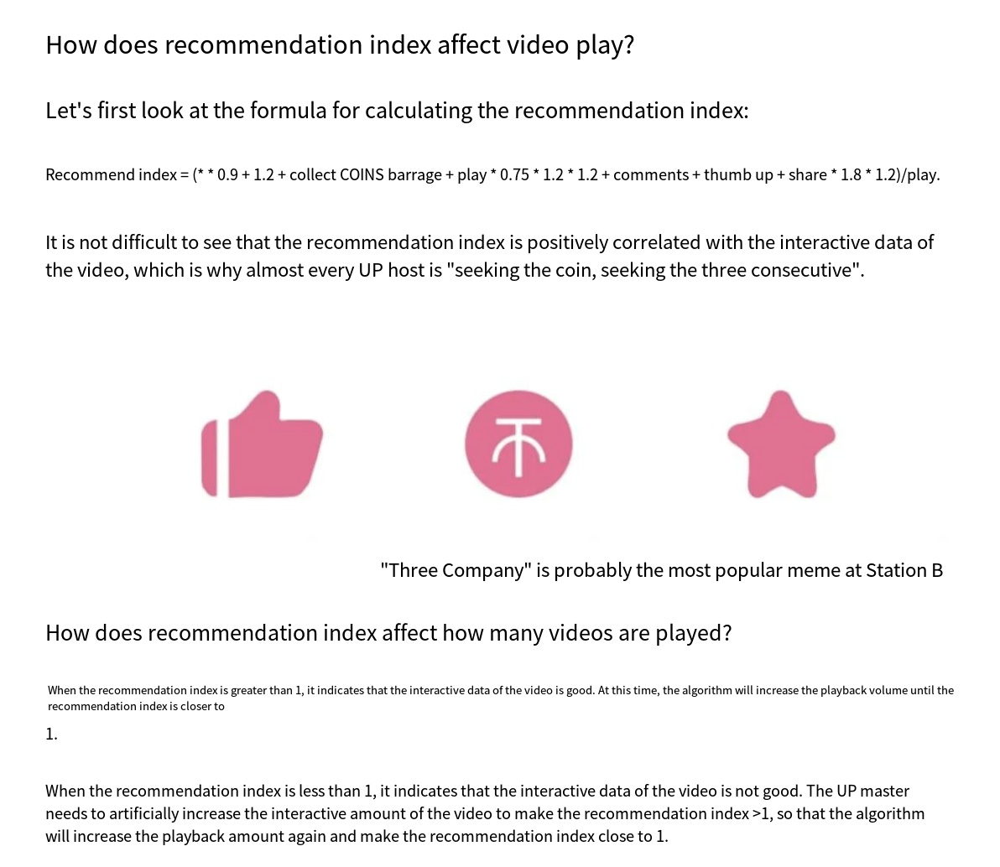 How does recommendation index affect video play?
Let's first look at the formula for calculating the recommendation index:
Recommend index = (* * 0.9 + 1.2 + collect COINS barrage + play * 0.75 * 1.2 * 1.2 + comments + thumb up + share * 1.8 * 1.2)/play.
It is not difficult to see that the recommendation index is positively correlated with the interactive data of
the video, which is why almost every UP host is "seeking the coin, seeking the three consecutive".
"Three Company" is probably the most popular meme at Station B
How does recommendation index affect how many videos are played?
When the recommendation index is greater than 1, it indicates that the interactive data of the video is good. At this time, the algorithm will increase the playback volume until the
recommendation index is closer to
1.
When the recommendation index is less than 1, it indicates that the interactive data of the video is not good. The UP master
needs to artificially increase the interactive amount of the video to make the recommendation index >1, so that the algorithm
will increase the playback amount again and make the recommendation index close to 1.